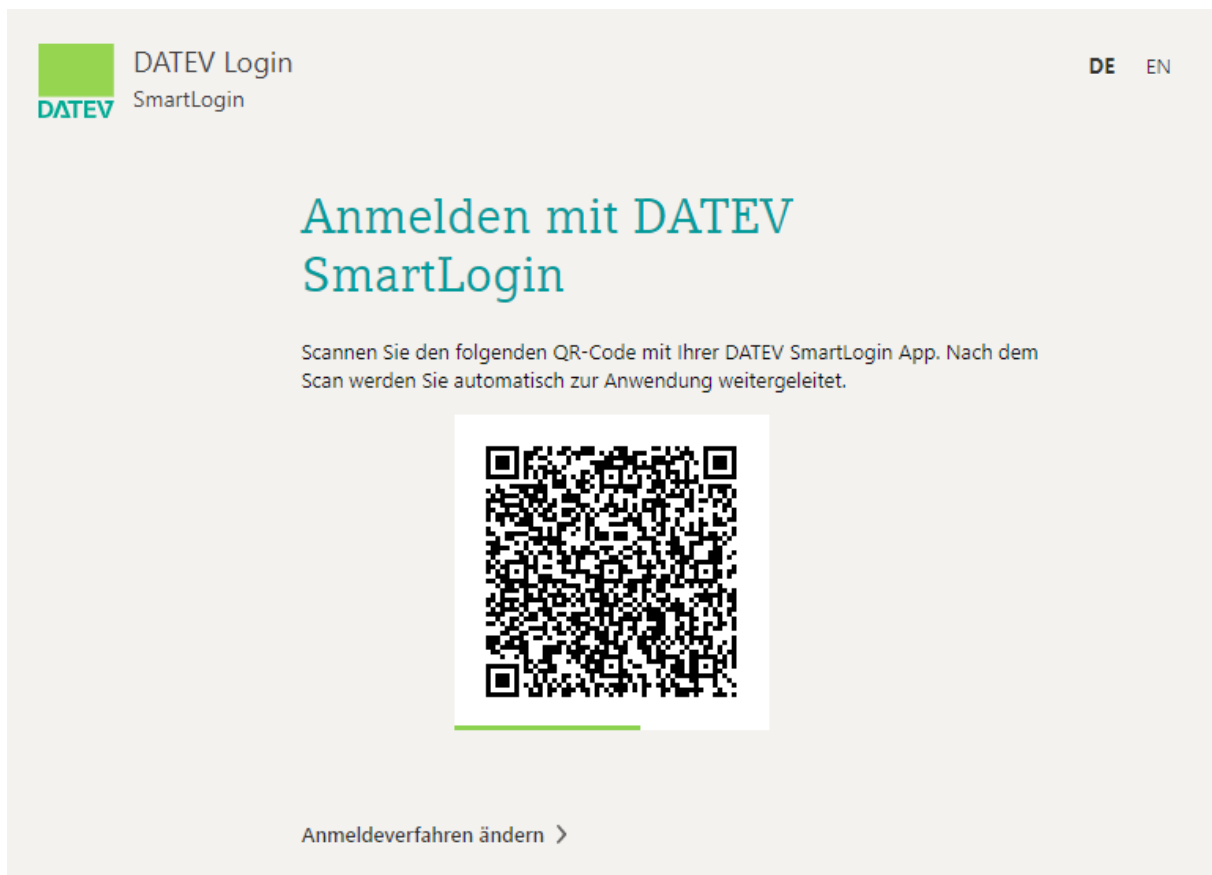 DATEV Login
SmartLogin
DATEV
DE EN
Anmelden mit DATEV
SmartLogin
Scannen Sie den folgenden QR-Code mit Ihrer DATEV SmartLogin App. Nach dem
Scan werden Sie automatisch zur Anwendung weitergeleitet.
Anmeldeverfahren ändern